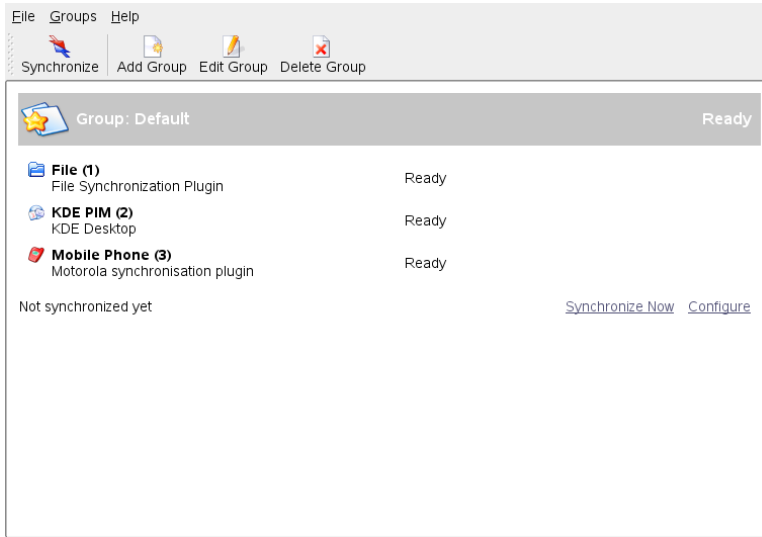 File Groups Help
Synchronize Add Group Edit Group Delete Group
Group: Default Ready
File (1)
File Synchronization Plugin Ready
KDE PIM (2)
KDE Desktop Ready
Mobile Phone (3)
Motorola synchronisation plugin Ready
Not synchronized yet Synchronize Now Configure